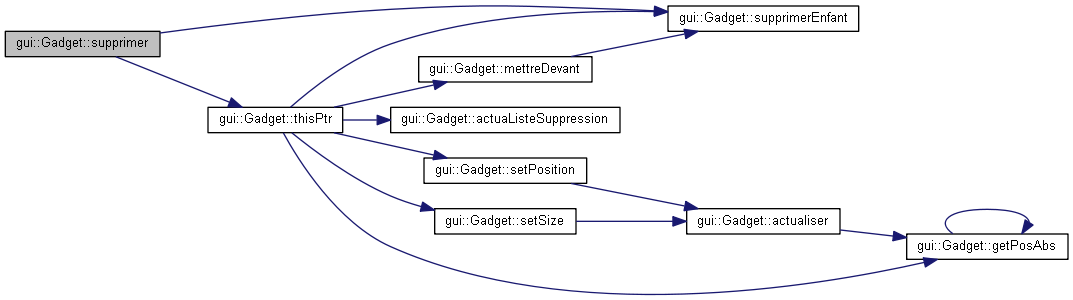 gui::Gadget::supprimer
gui::Gadget::supprimerEnfant
gui::Gadget::mettreDevant
gui::Gadget::thisPtr
gui::Gadget::actuaListeSuppression
gui::Gadget::setPosition
gui::Gadget::setSize
gui::Gadget::actualiser
gui::Gadget::getPosAbs